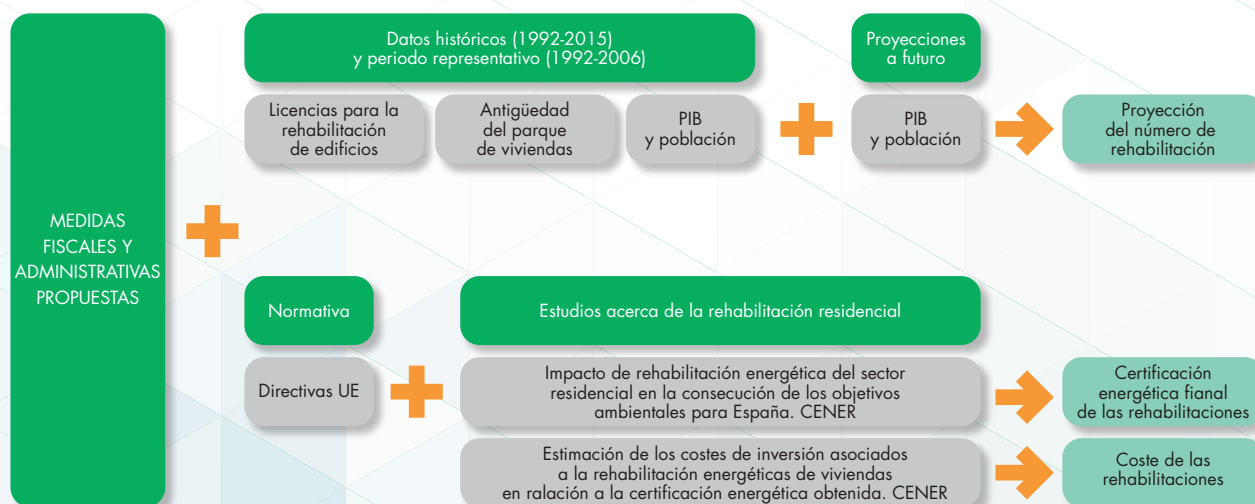 MEDIDAS
FISCALES Y
ADMINISTRATIVAS
PROPUESTAS
Datos históricos (1992-2015)
y periodo representativo (1992-2006)
Proyecciones
a futuro
Licencias para la
rehabilitación
de edificios
Antigüedad
del parque
de viviendas
PIB
y población
PIB
y población
Proyección
del número de
rehabilitación
Normativa
Estudios acerca de la rehabilitación residencial
Directivas UE
Impacto de rehabilitación energética del sector
residencial en la consecución de los objetivos
ambientales para España. CENER
Certificación
energética fianal
de las rehabilitaciones
Estimación de los costes de inversión asociados
a la rehabilitación energéticas de viviendas
en ralación a la certificación energética obtenida. CENER
Coste de las
rehabilitaciones